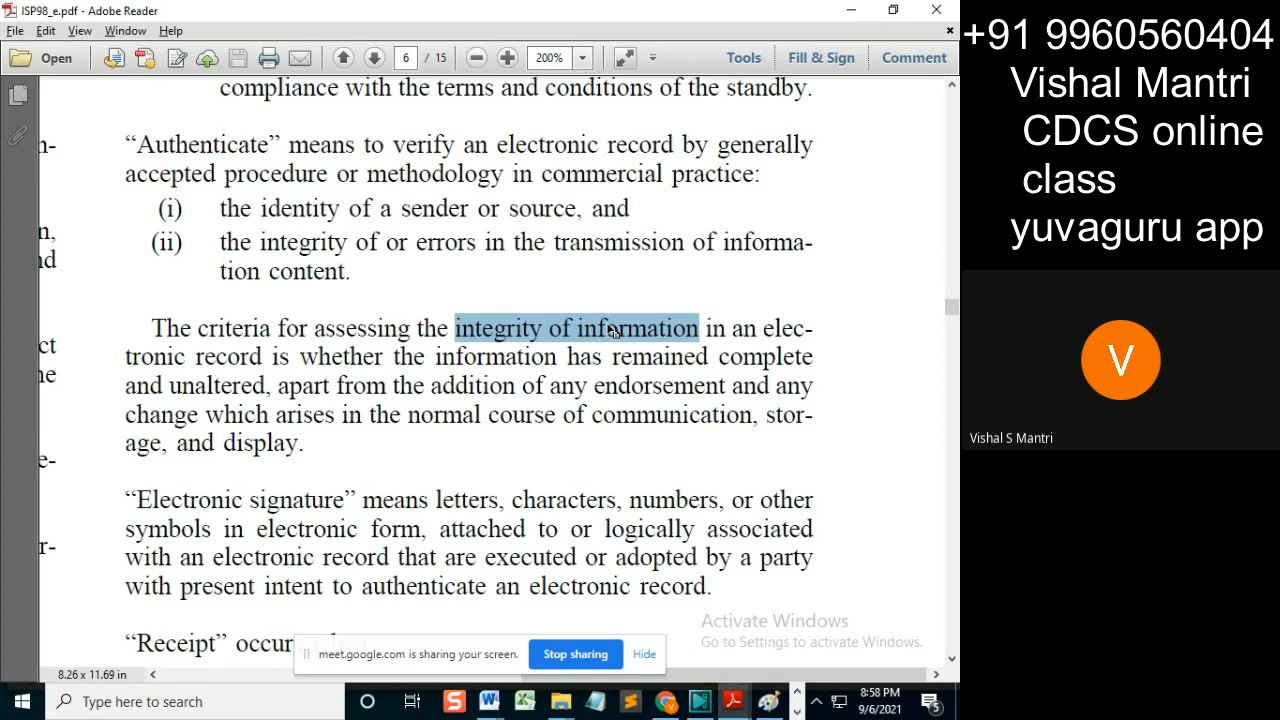 ISP98_e.pdf - Adobe Reader
File Edit View Window Help
Open
6 / 15
200%
Tools
Fill & Sign
Comment
compliance with the terms and conditions of the standby.
“Authenticate” means to verify an electronic record by generally
accepted procedure or methodology in commercial practice:
(i) the identity of a sender or source, and
(ii) the integrity of or errors in the transmission of informa-
tion content.
The criteria for assessing the integrity of information in an elec-
tronic record is whether the information has remained complete
and unaltered, apart from the addition of any endorsement and any
change which arises in the normal course of communication, stor-
age, and display.
“Electronic signature” means letters, characters, numbers, or other
symbols in electronic form, attached to or logically associated
with an electronic record that are executed or adopted by a party
with present intent to authenticate an electronic record.
“Receipt” occur
n-
n,
nd
ct
e-
r-
Activate Windows
Go to Settings to activate Windows.
meet.google.com is sharing your screen.
Stop sharing
Hide
8.26 x 11.69 in
Type here to search
8:58 PM
9/6/2021
5
+91 9960560404
Vishal Mantri
CDCS online
class
yuvaguru app
V
Vishal S Mantri